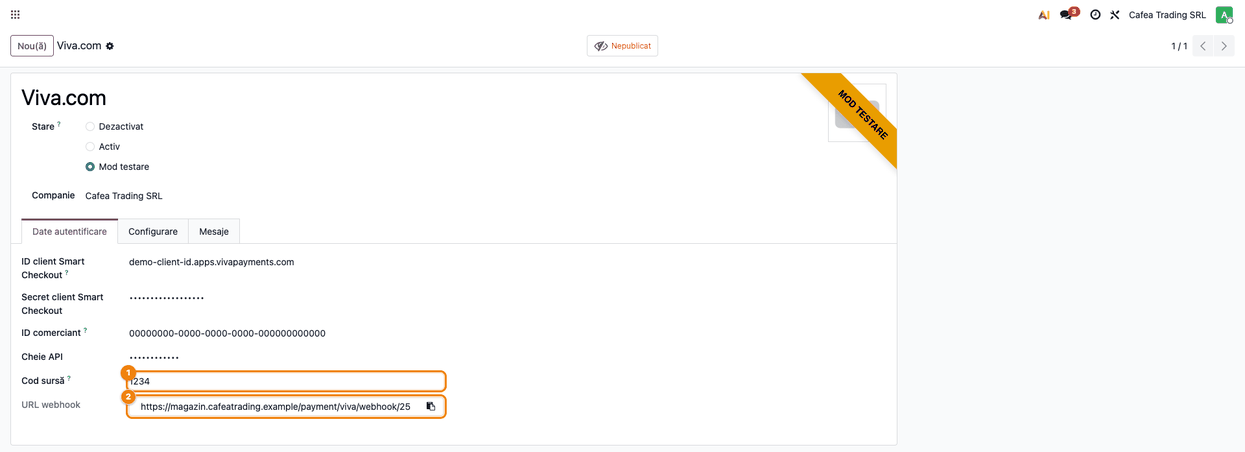 AI
3
Cafea Trading SRL
A
Nou(ă)
Viva.com
Nepublicat
1 / 1
Viva.com
MOD TESTARE
Stare ?
Dezactivat
Activ
Mod testare
Companie
Cafea Trading SRL
Date autentificare
Configurare
Mesaje
ID client Smart
Checkout ?
demo-client-id.apps.vivapayments.com
Secret client Smart
Checkout
••••••••••••••••••
ID comerciant ?
00000000-0000-0000-0000-000000000000
Cheie API
••••••••••••
1
Cod sursă ?
1234
2
URL webhook
https://magazin.cafeatrading.example/payment/viva/webhook/25